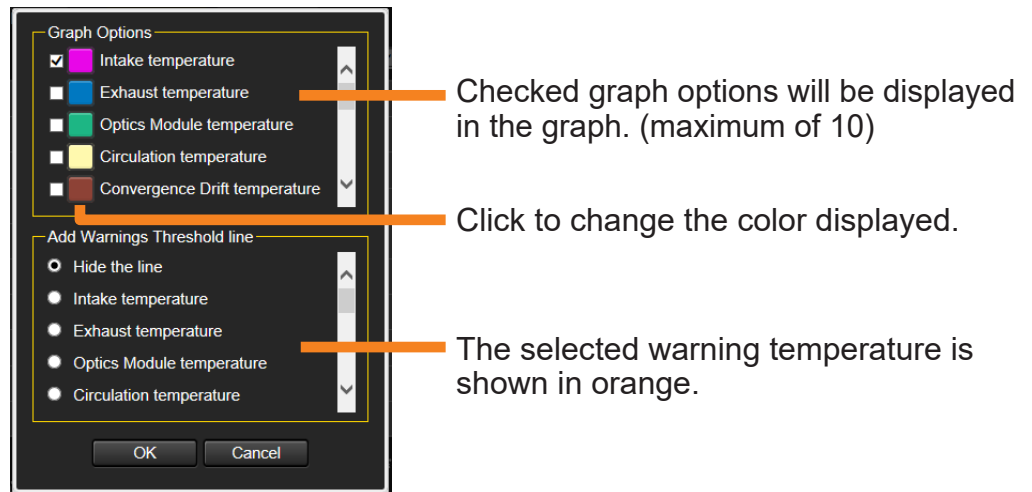 Graph Options
Intake temperature
Exhaust temperature
Optics Module temperature
Circulation temperature
Convergence Drift temperature
Checked graph options will be displayed
in the graph. (maximum of 10)
Click to change the color displayed.
Add Warnings Threshold line
Hide the line
Intake temperature
Exhaust temperature
Optics Module temperature
Circulation temperature
The selected warning temperature is
shown in orange.
OK
Cancel